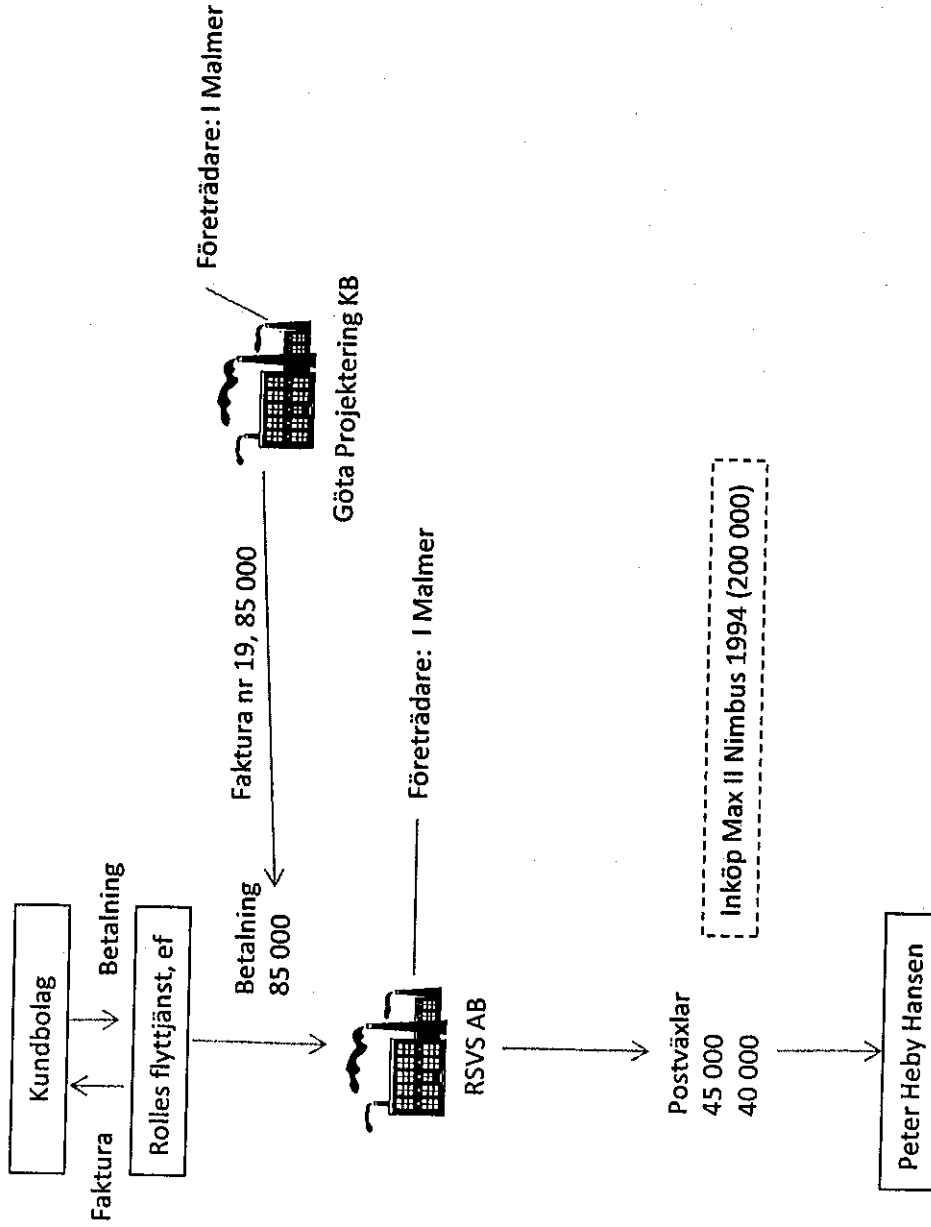 Kundbolag
Faktura
Betalning
Rolles flyttjänst, ef
Betalning
85 000
Faktura nr 19, 85 000
Företrädare: I Malmer
Göta Projektering KB
Företrädare: I Malmer
RSVS AB
Postväxlar
45 000
40 000
Inköp Max II Nimbus 1994 (200 000)
Peter Heby Hansen